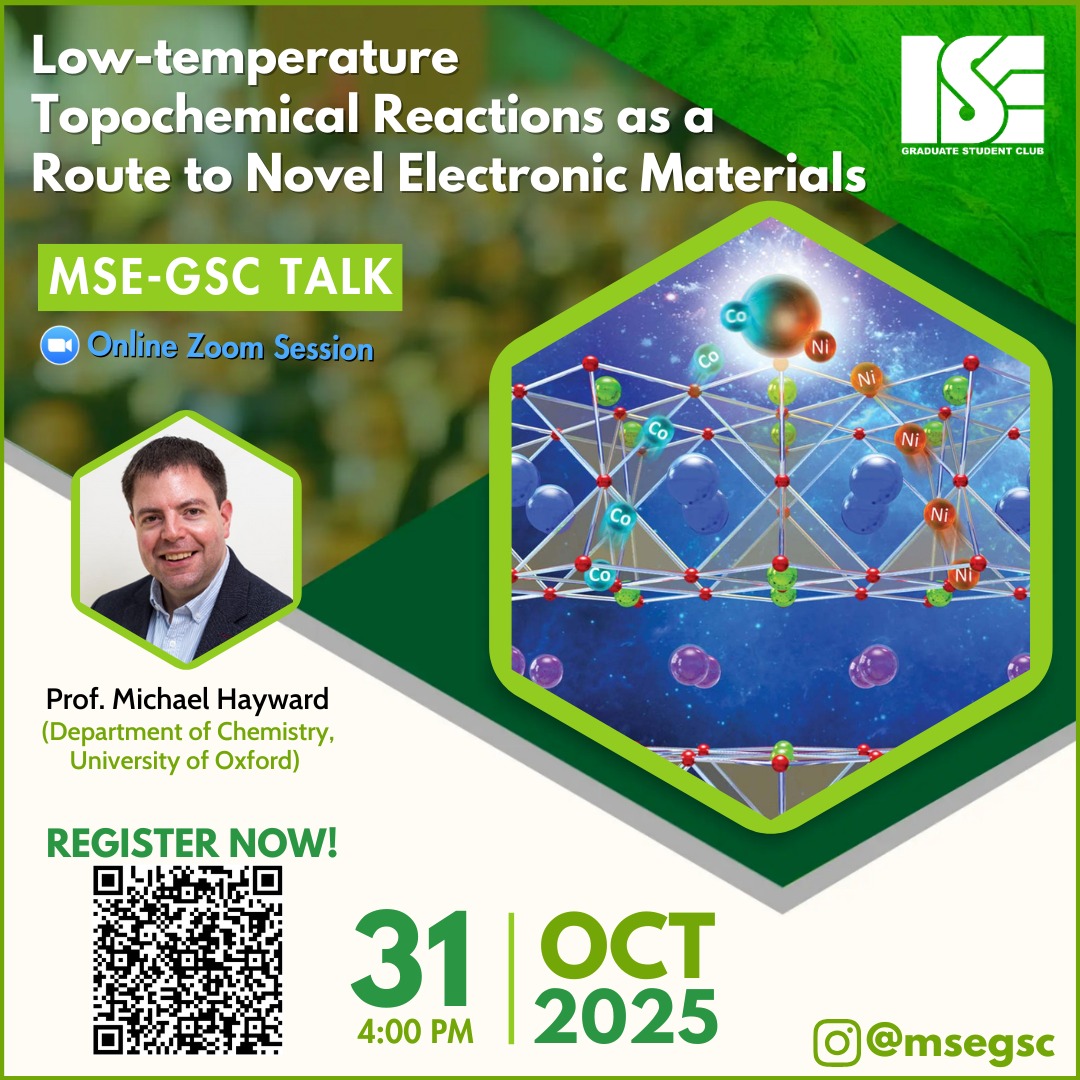 Low-temperature
Topochemical Reactions as a
Route to Novel Electronic Materials
MSE
GRADUATE STUDENT CLUB
MSE-GSC TALK
Online Zoom Session
Co
Ni
Co
Ni
Co
Ni
Co
Ni
Co
Ni
Prof. Michael Hayward
(Department of Chemistry,
University of Oxford)
REGISTER NOW!
31
4:00 PM
OCT
2025
@msegsc